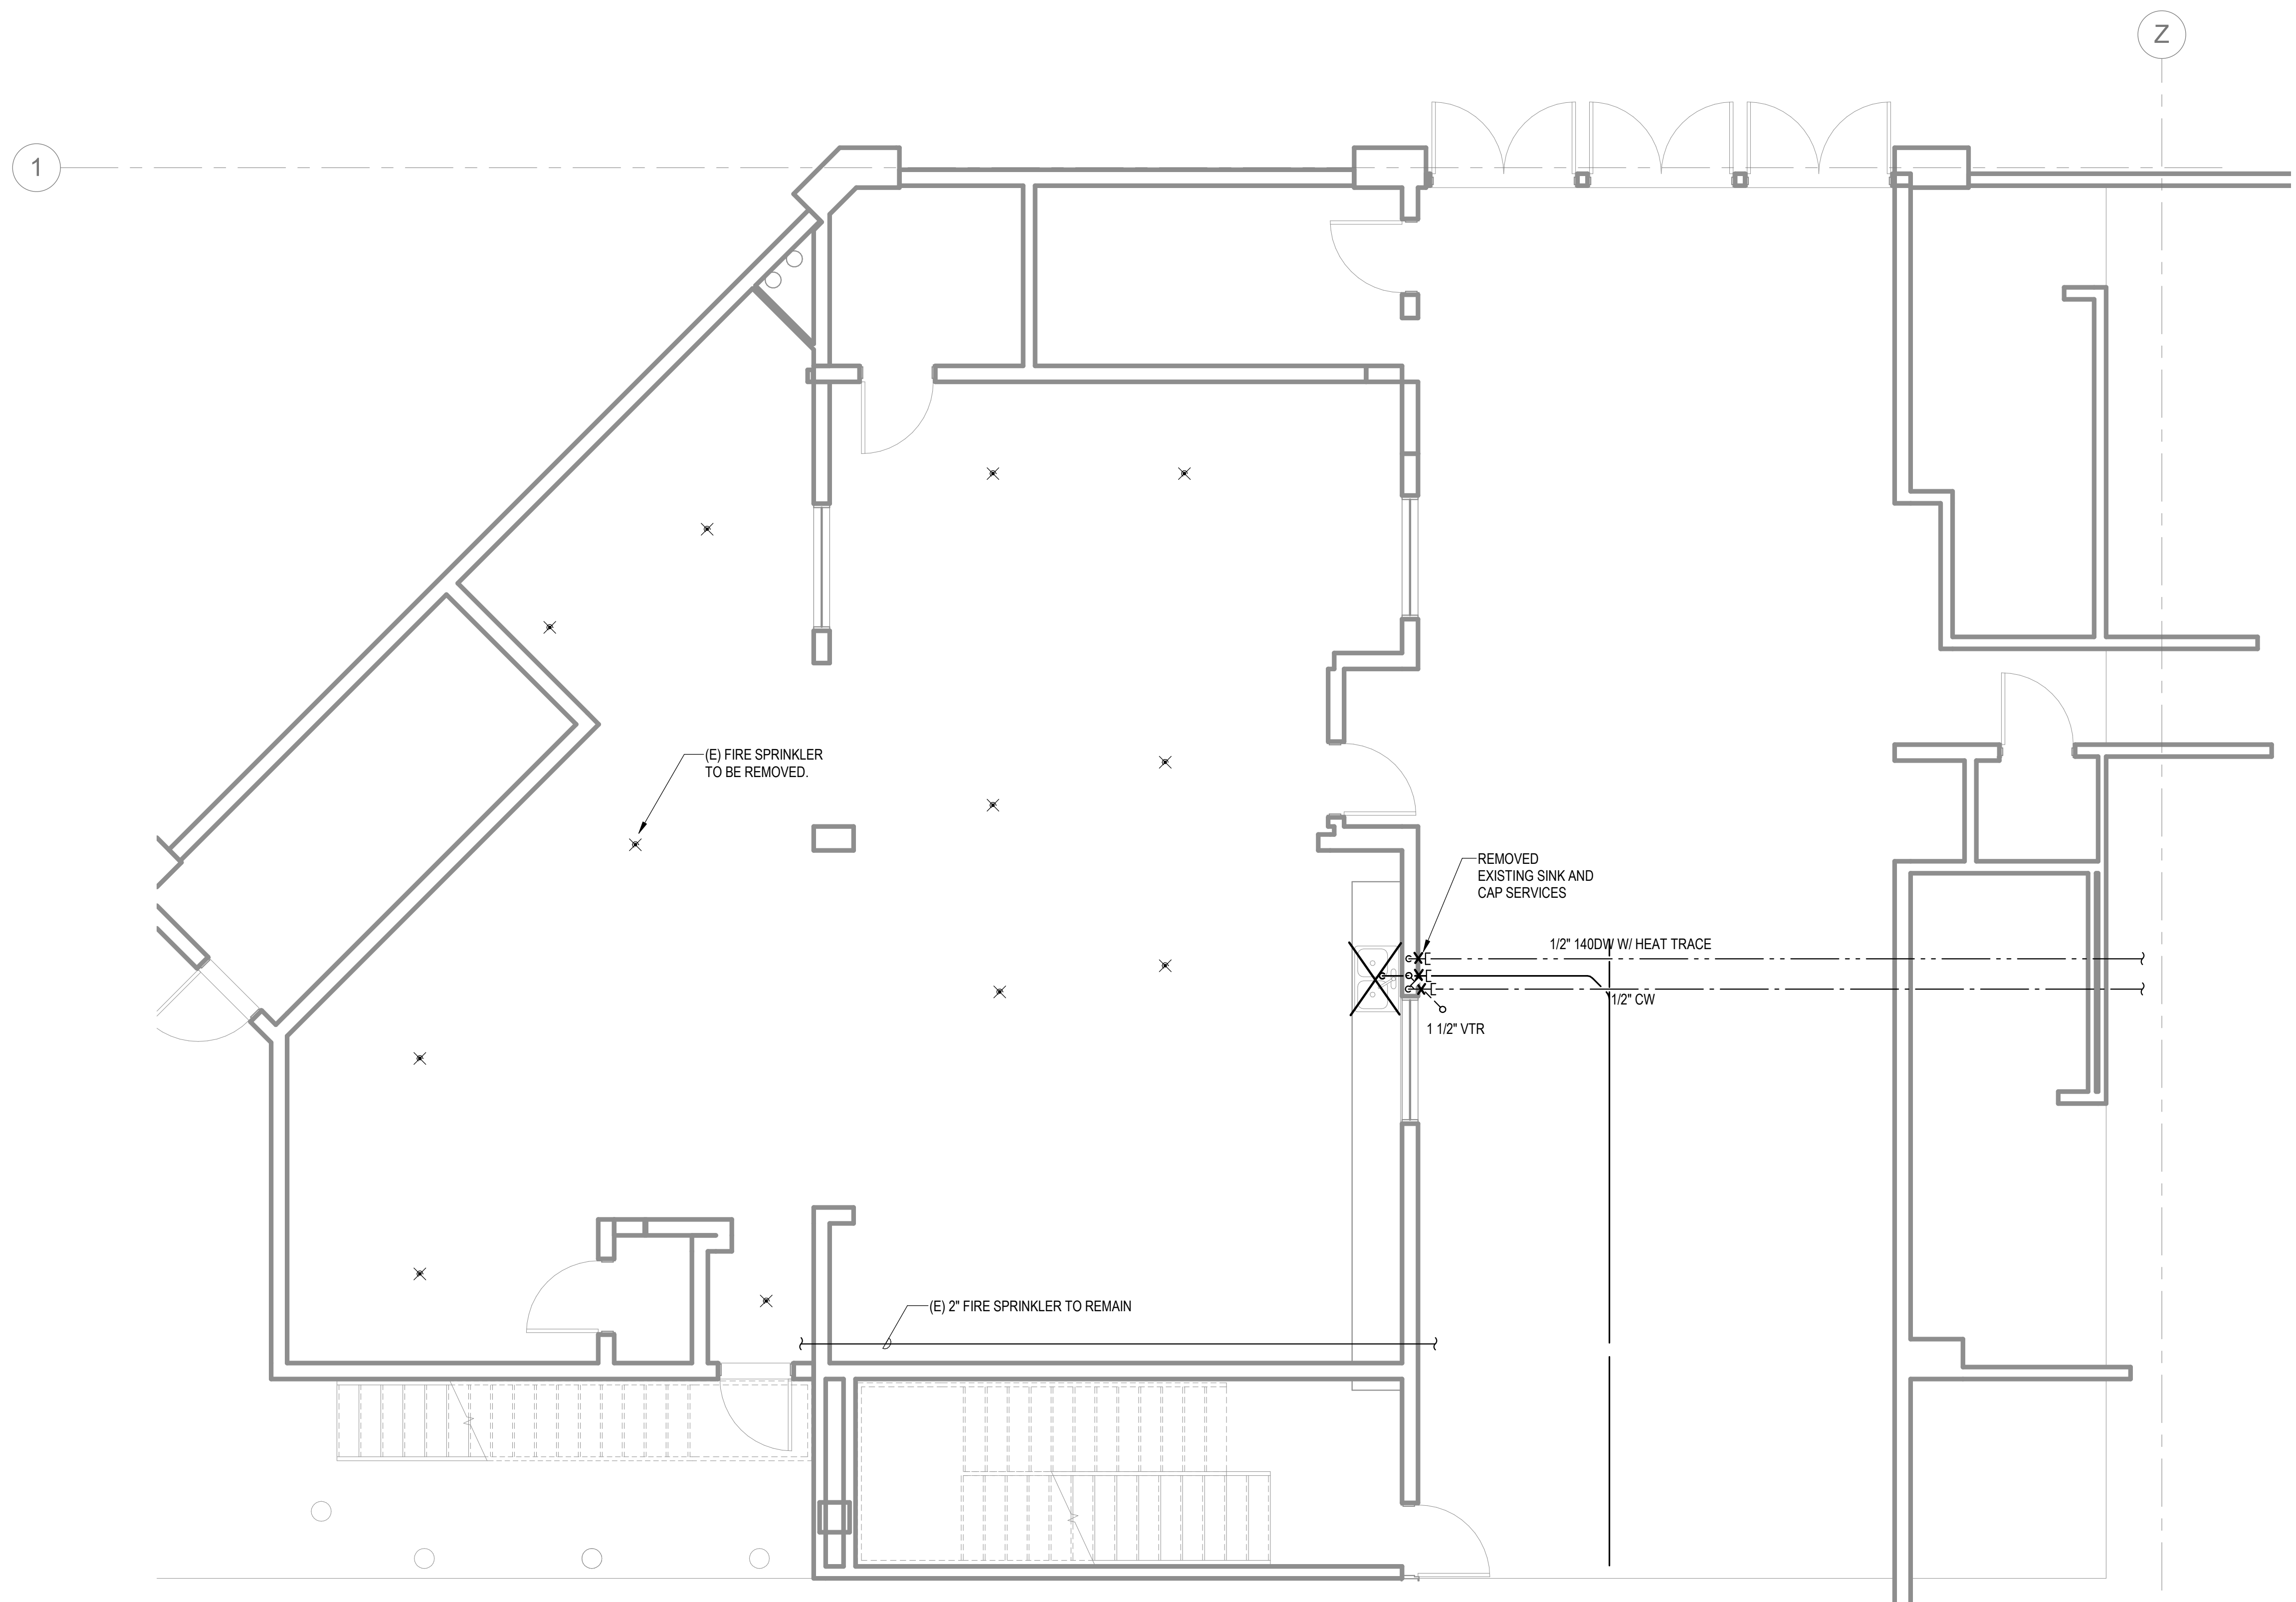 Z
1
(E) FIRE SPRINKLER
TO BE REMOVED.
REMOVED
EXISTING SINK AND
CAP SERVICES
1/2" 140DW W/ HEAT TRACE
1/2" CW
1 1/2" VTR
(E) 2" FIRE SPRINKLER TO REMAIN